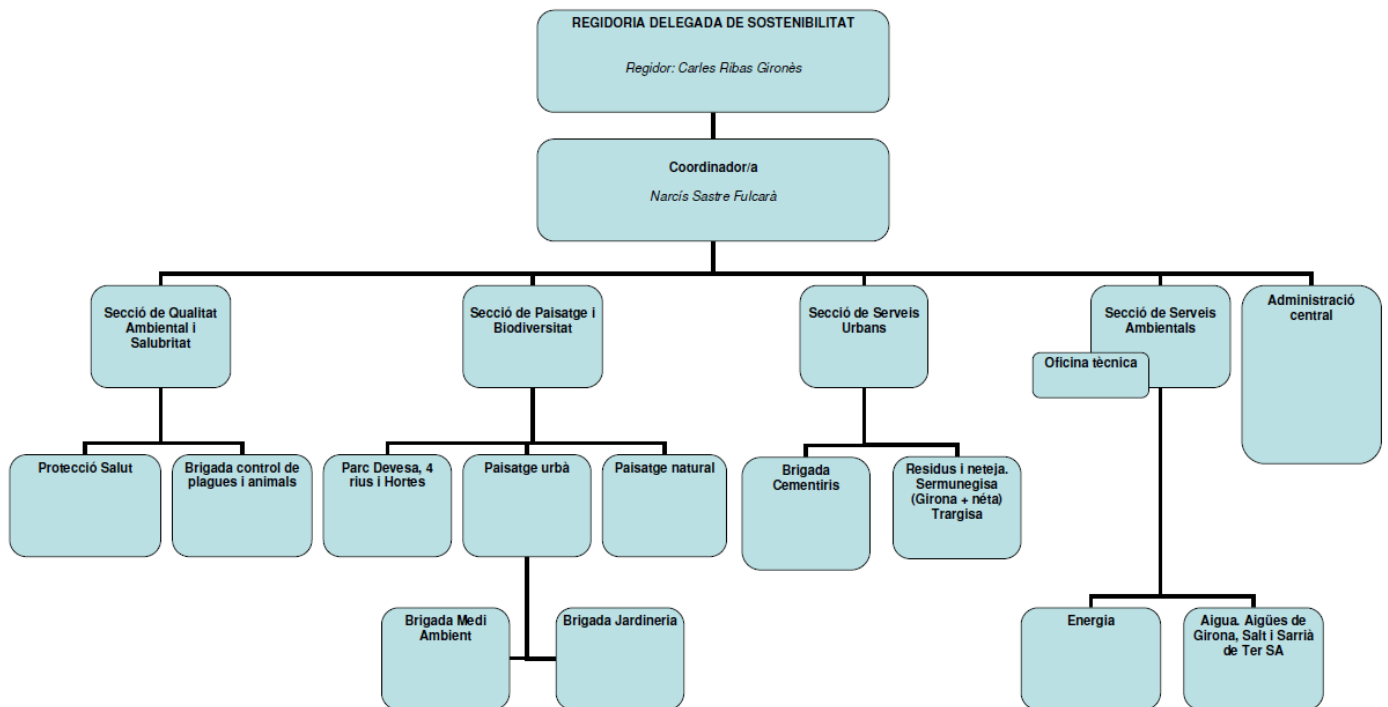 REGIDORIA DELEGADA DE SOSTENIBILITAT
Regidor: Carles Ribas Gironès
Coordinador/a
Narcís Sastre Fulcarà
Secció de Qualitat
Ambiental i
Salubritat
Secció de Paisatge i
Biodiversitat
Secció de Serveis
Urbans
Secció de Serveis
Ambientals
Oficina tècnica
Administració
central
Protecció Salut
Brigada control de
plagues i animals
Parc Devesa, 4
rius i Hortes
Paisatge urbà
Paisatge natural
Brigada
Cementiris
Residus i neteja.
Sermunegisa
(Girona + néta)
Trargisa
Brigada Medi
Ambient
Brigada Jardineria
Energia
Aigua. Aigües de
Girona, Salt i Sarrià
de Ter SA